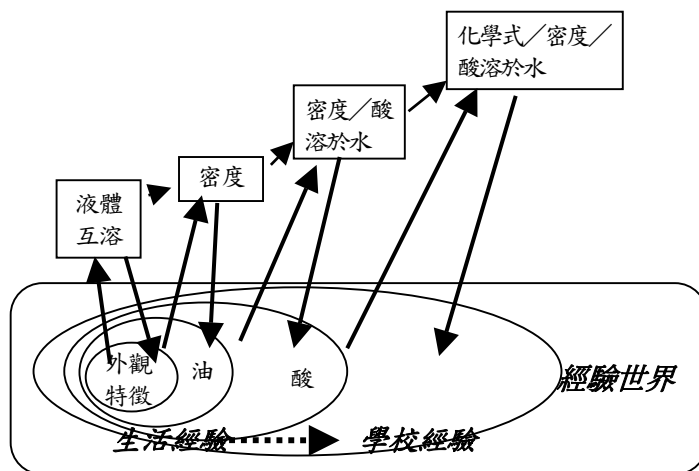 化學式／密度／
酸溶於水
密度／酸
溶於水
密度
液體
互溶
外觀
特徵
油
酸
經驗世界
生活經驗
學校經驗